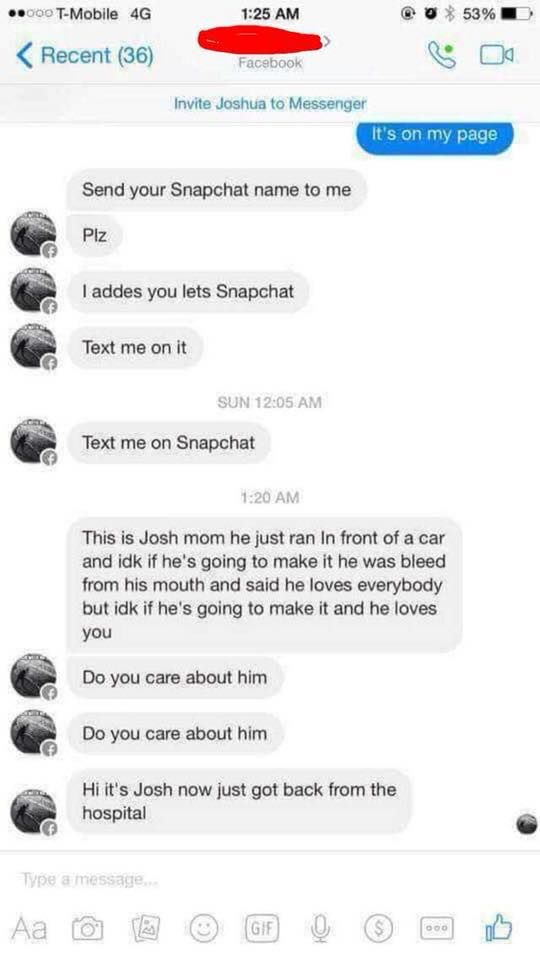 T-Mobile 4G 1:25 AM 53%
Recent (36)
Facebook
Invite Joshua to Messenger
It's on my page
Send your Snapchat name to me
Plz
I addes you lets Snapchat
Text me on it
SUN 12:05 AM
Text me on Snapchat
1:20 AM
This is Josh mom he just ran In front of a car
and idk if he's going to make it he was bleed
from his mouth and said he loves everybody
but idk if he's going to make it and he loves
you
Do you care about him
Do you care about him
Hi it's Josh now just got back from the
hospital
Type a message...
Aa GIF $